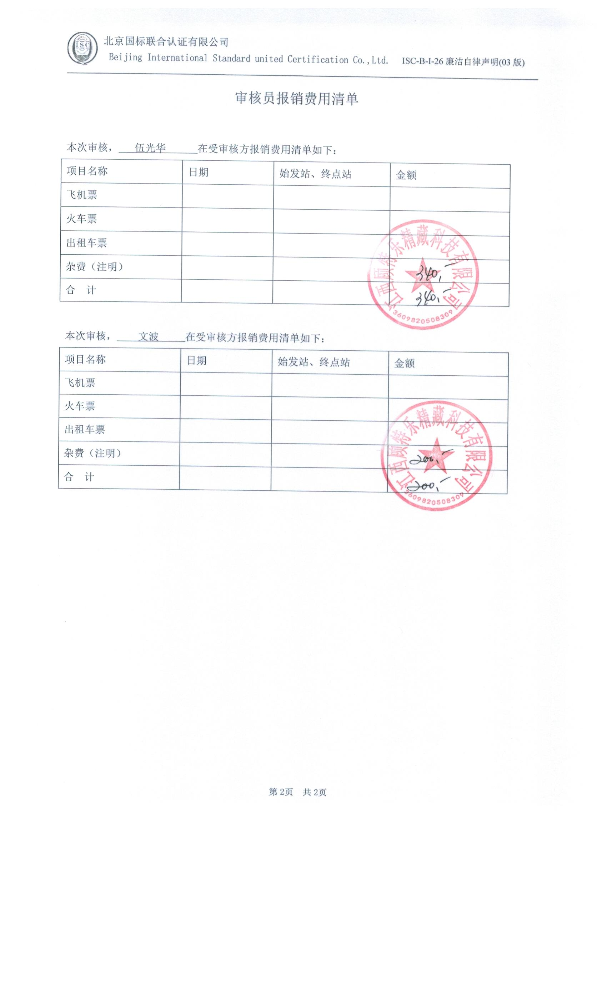 ISC
北京国标联合认证有限公司
Beijing International Standard united Certification Co.,Ltd. ISC-B-I-26 廉洁自律声明(03 版)
审核员报销费用清单
本次审核， 伍光华 在受审核方报销费用清单如下：
项目名称 日期 始发站、终点站 金额
飞机票
火车票
出租车票
杂费（注明） 340,-
合 计 340,-
江西顾特乐精藏科技有限公司
3609820508309
本次审核， 文波 在受审核方报销费用清单如下：
项目名称 日期 始发站、终点站 金额
飞机票
火车票
出租车票
杂费（注明） 200,-
合 计 200,-
江西顾特乐精藏科技有限公司
3609820508309
第 2页 共 2页